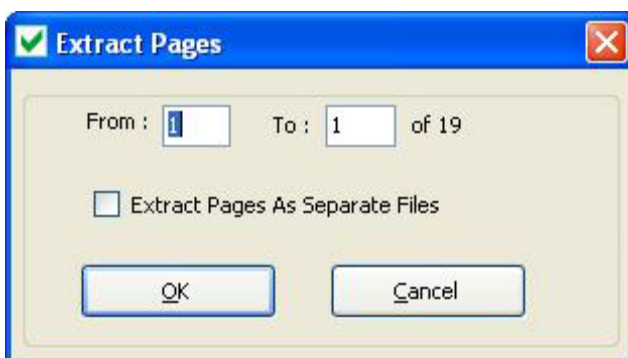 Extract Pages
From : 1 To : 1 of 19
Extract Pages As Separate Files
OK Cancel